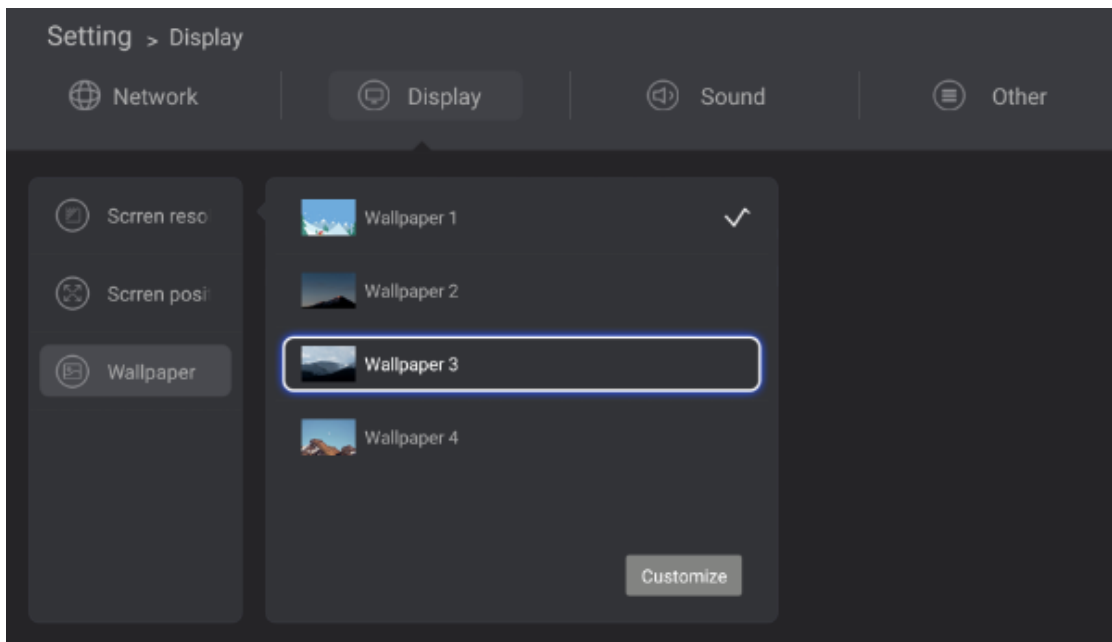 Setting > Display
Network
Display
Sound
Other
Scrren reso
Scrren posi
Wallpaper
Wallpaper 1
Wallpaper 2
Wallpaper 3
Wallpaper 4
Customize